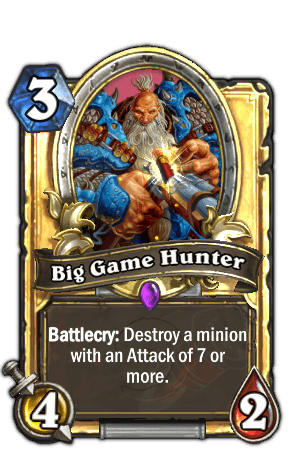 3
Big Game Hunter
Battlecry: Destroy a minion
with an Attack of 7 or
more.
4
2